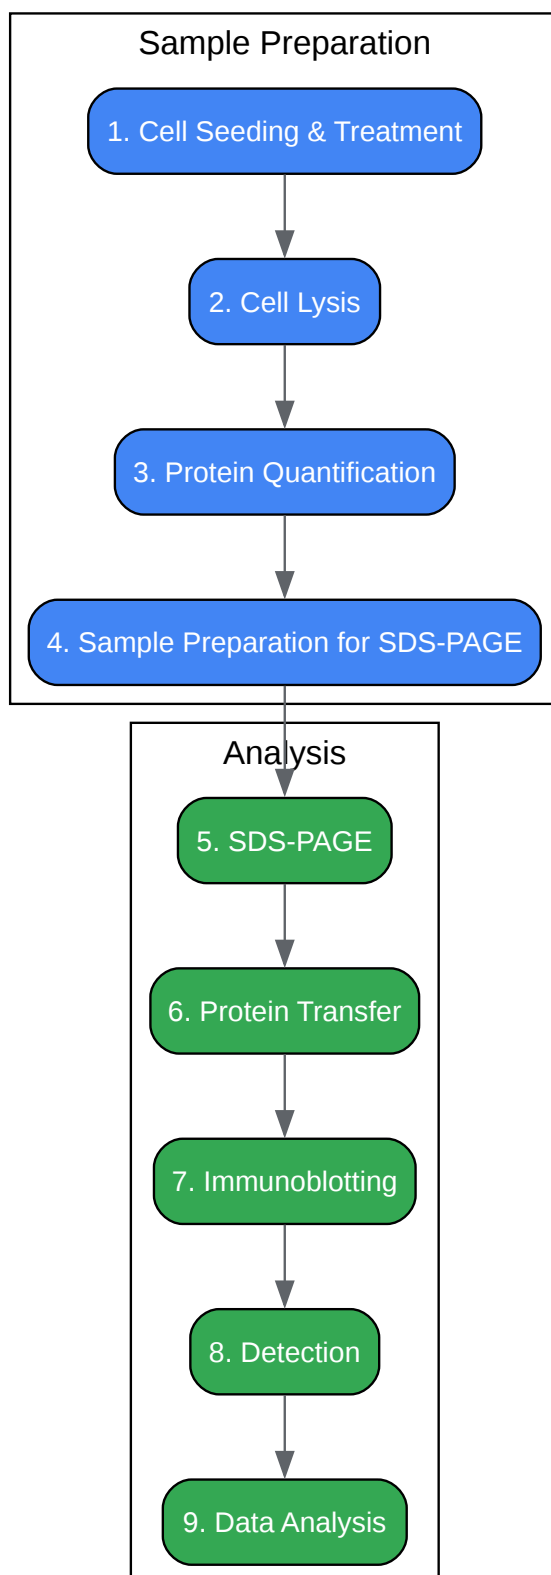 Sample Preparation
1. Cell Seeding & Treatment
2. Cell Lysis
3. Protein Quantification
4. Sample Preparation for SDS-PAGE
Analysis
5. SDS-PAGE
6. Protein Transfer
7. Immunoblotting
8. Detection
9. Data Analysis